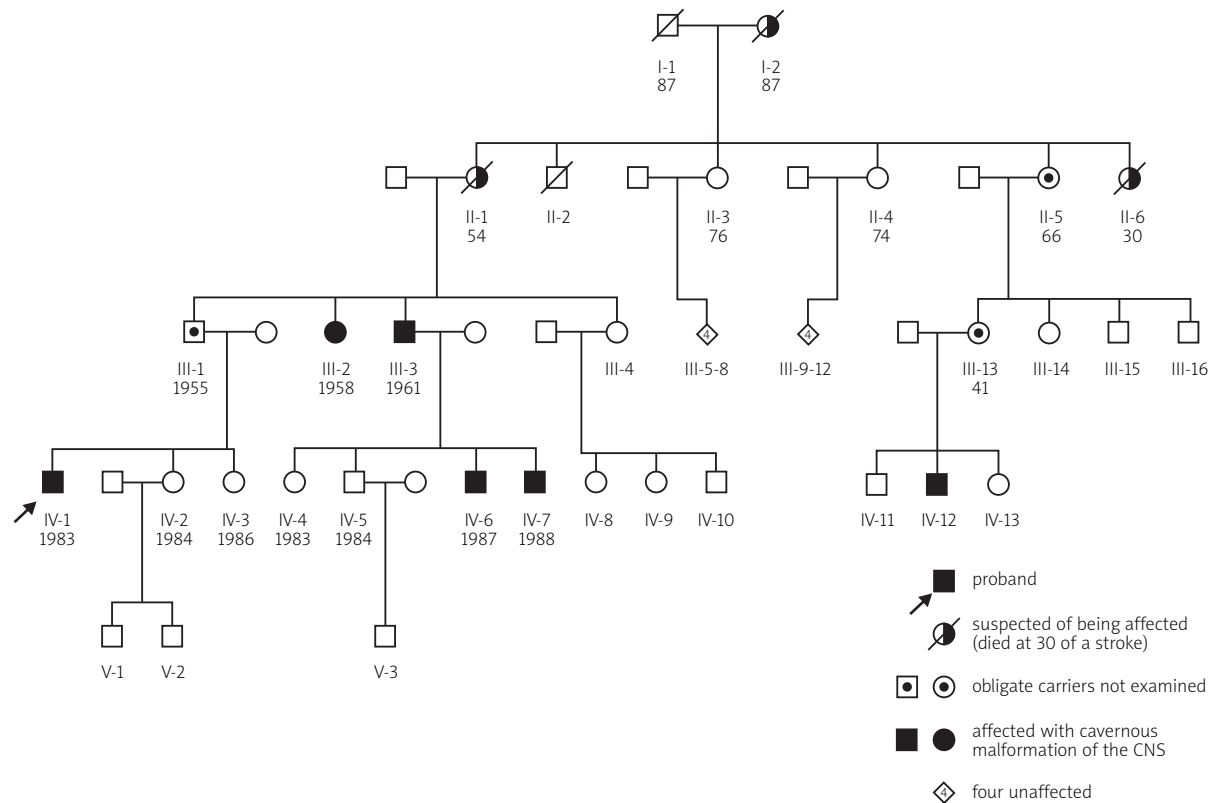 I-1 I-2
87 87
II-1 II-2 II-3 II-4 II-5 II-6
54 76 74 66 30
4 4
III-1 III-2 III-3 III-4 III-5-8 III-9-12 III-13 III-14 III-15 III-16
1955 1958 1961 41
IV-1 IV-2 IV-3 IV-4 IV-5 IV-6 IV-7 IV-8 IV-9 IV-10 IV-11 IV-12 IV-13
1983 1984 1986 1983 1984 1987 1988
V-1 V-2 V-3
proband
suspected of being affected
(died at 30 of a stroke)
obligate carriers not examined
affected with cavernous
malformation of the CNS
4 four unaffected